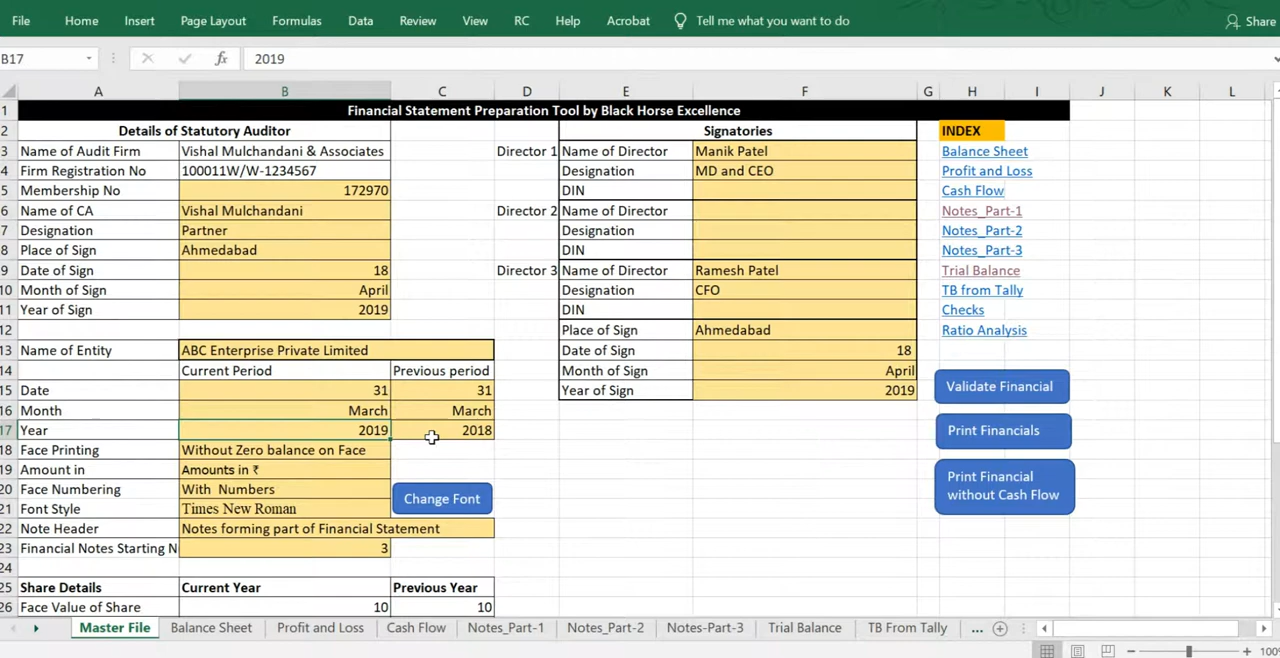 File Home Insert Page Layout Formulas Data Review View RC Help Acrobat Tell me what you want to do Share
B17 fx 2019
A B C D E F G H I J K L
1 Financial Statement Preparation Tool by Black Horse Excellence
2 Details of Statutory Auditor Signatories INDEX
3 Name of Audit Firm Vishal Mulchandani & Associates Director 1 Name of Director Manik Patel Balance Sheet
4 Firm Registration No 100011W/W-1234567 Designation MD and CEO Profit and Loss
5 Membership No 172970 DIN Cash Flow
6 Name of CA Vishal Mulchandani Director 2 Name of Director Notes_Part-1
7 Designation Partner Designation Notes_Part-2
8 Place of Sign Ahmedabad DIN Notes_Part-3
9 Date of Sign 18 Director 3 Name of Director Ramesh Patel Trial Balance
10 Month of Sign April Designation CFO TB from Tally
11 Year of Sign 2019 DIN Checks
12 Place of Sign Ahmedabad Ratio Analysis
13 Name of Entity ABC Enterprise Private Limited Date of Sign 18
14 Current Period Previous period Month of Sign April
15 Date 31 31 Year of Sign 2019 Validate Financial
16 Month March March
17 Year 2019 2018 Print Financials
18 Face Printing Without Zero balance on Face
19 Amount in Amounts in ₹ Print Financial
20 Face Numbering With Numbers Change Font without Cash Flow
21 Font Style Times New Roman
22 Note Header Notes forming part of Financial Statement
23 Financial Notes Starting N 3
24
25 Share Details Current Year Previous Year
26 Face Value of Share 10 10
Master File Balance Sheet Profit and Loss Cash Flow Notes_Part-1 Notes_Part-2 Notes-Part-3 Trial Balance TB From Tally ...
100%